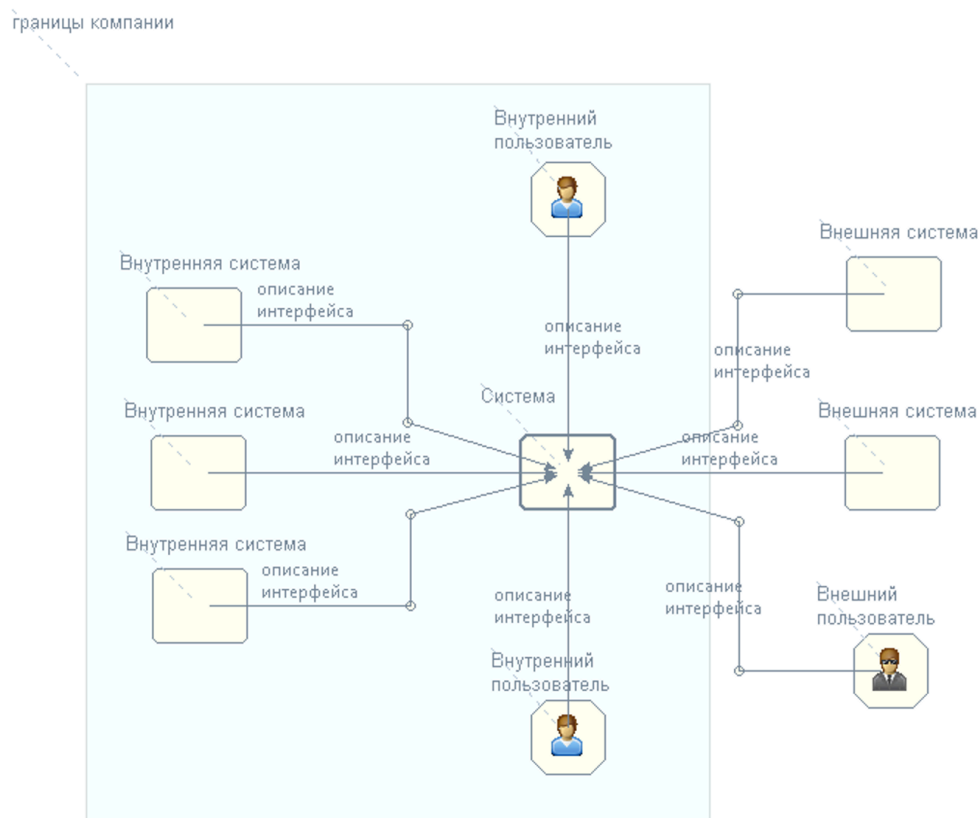 границы компании
Внутренний
пользователь
Внешняя система
Внутренняя система
описание
интерфейса
описание
интерфейса
описание
интерфейса
Система
Внутренняя система
Внешняя система
описание
интерфейса
описание
интерфейса
Внутренняя система
описание
интерфейса
описание
интерфейса
описание
интерфейса
Внешний
пользователь
Внутренний
пользователь